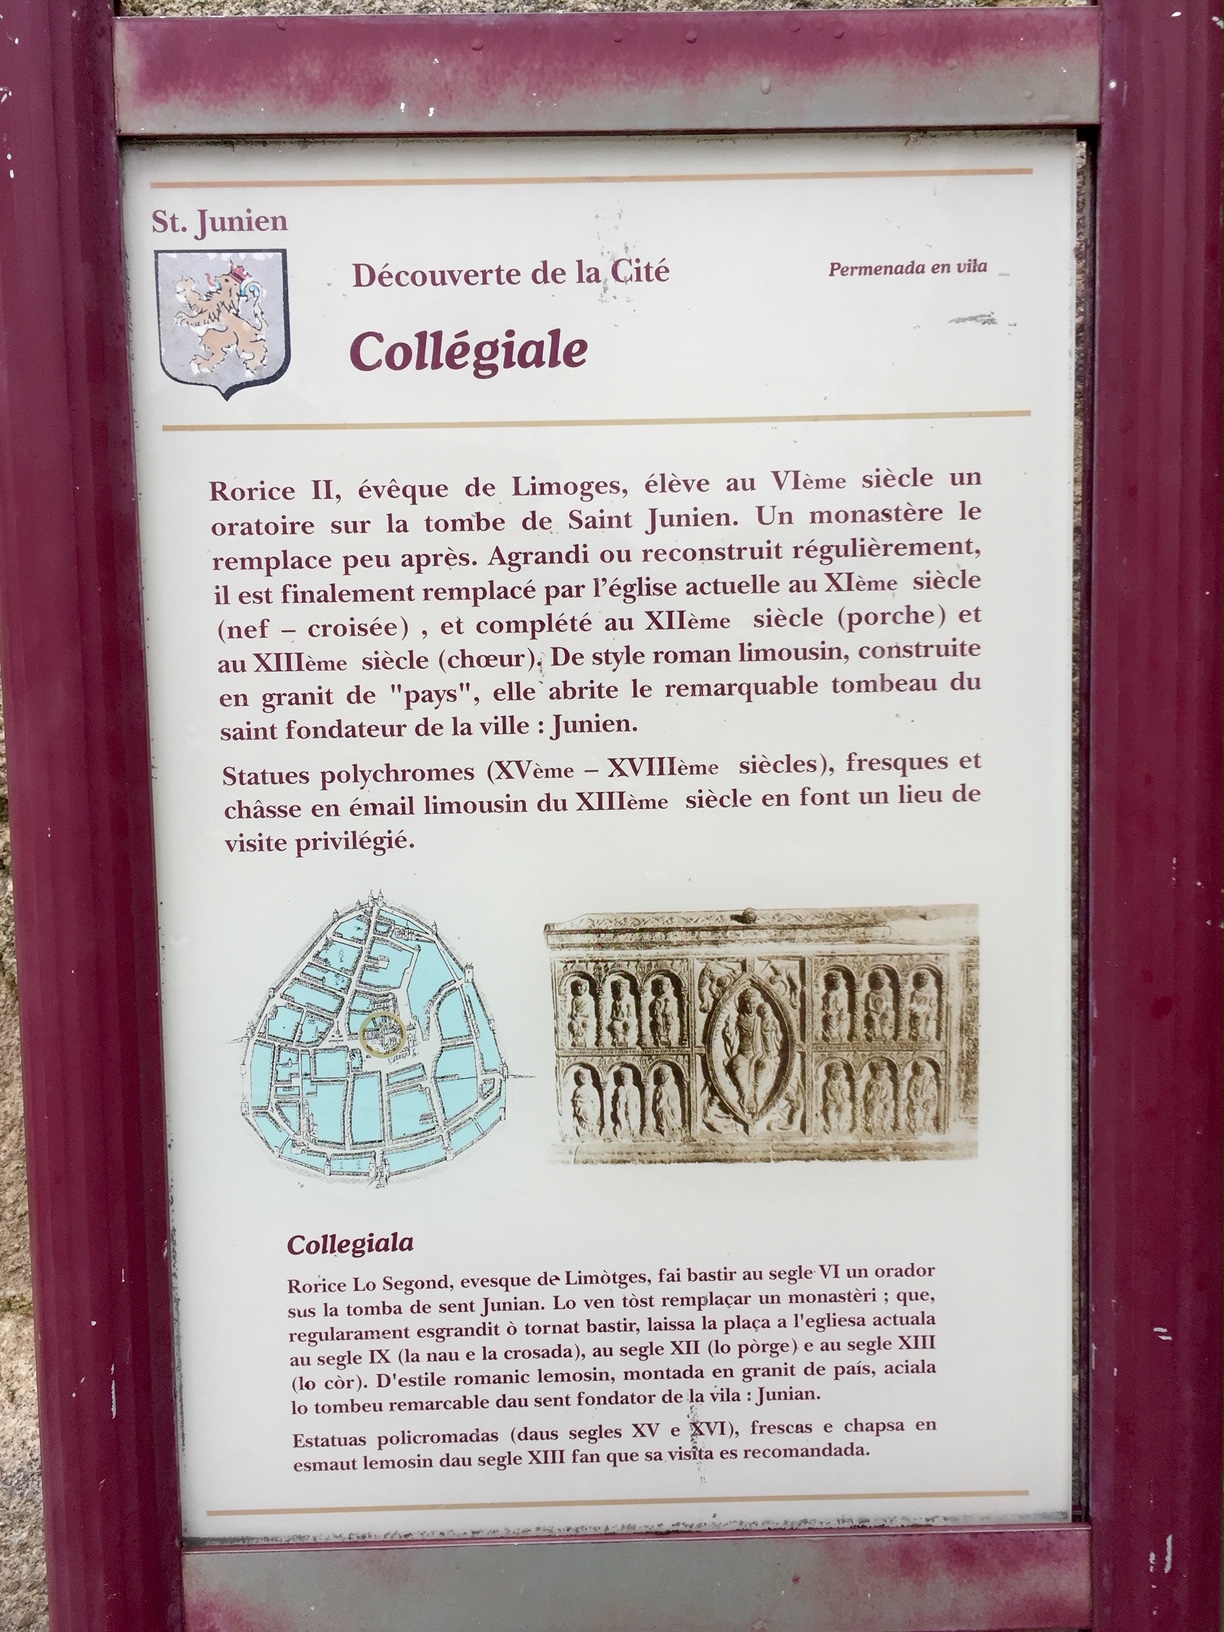 St. Junien
Découverte de la Cité
Permenada en vila
Collégiale
Rorice II, évêque de Limoges, élève au VIème siècle un
oratoire sur la tombe de Saint Junien. Un monastère le
remplace peu après. Agrandi ou reconstruit régulièrement,
il est finalement remplacé par l'église actuelle au XIème siècle
(nef – croisée) , et complété au XIIème siècle (porche) et
au XIIIème siècle (chœur). De style roman limousin, construite
en granit de "pays", elle abrite le remarquable tombeau du
saint fondateur de la ville : Junien.
Statues polychromes (XVème – XVIIIème siècles), fresques et
châsse en émail limousin du XIIIème siècle en font un lieu de
visite privilégié.
Collegiala
Rorice Lo Segond, evesque de Limòtges, fai bastir au segle VI un orador
sus la tomba de sent Junian. Lo ven tòst remplaçar un monastèri ; que,
regularament esgrandit ò tornat bastir, laissa la plaça a l'egliesa actuala
au segle IX (la nau e la crosada), au segle XII (lo pòrge) e au segle XIII
(lo còr). D'estile romanic lemosin, montada en granit de país, aciala
lo tombeu remarcable dau sent fondator de la vila : Junian.
Estatuas policromadas (daus segles XV e XVI), frescas e chapsa en
esmaut lemosin dau segle XIII fan que sa visita es recomandada.